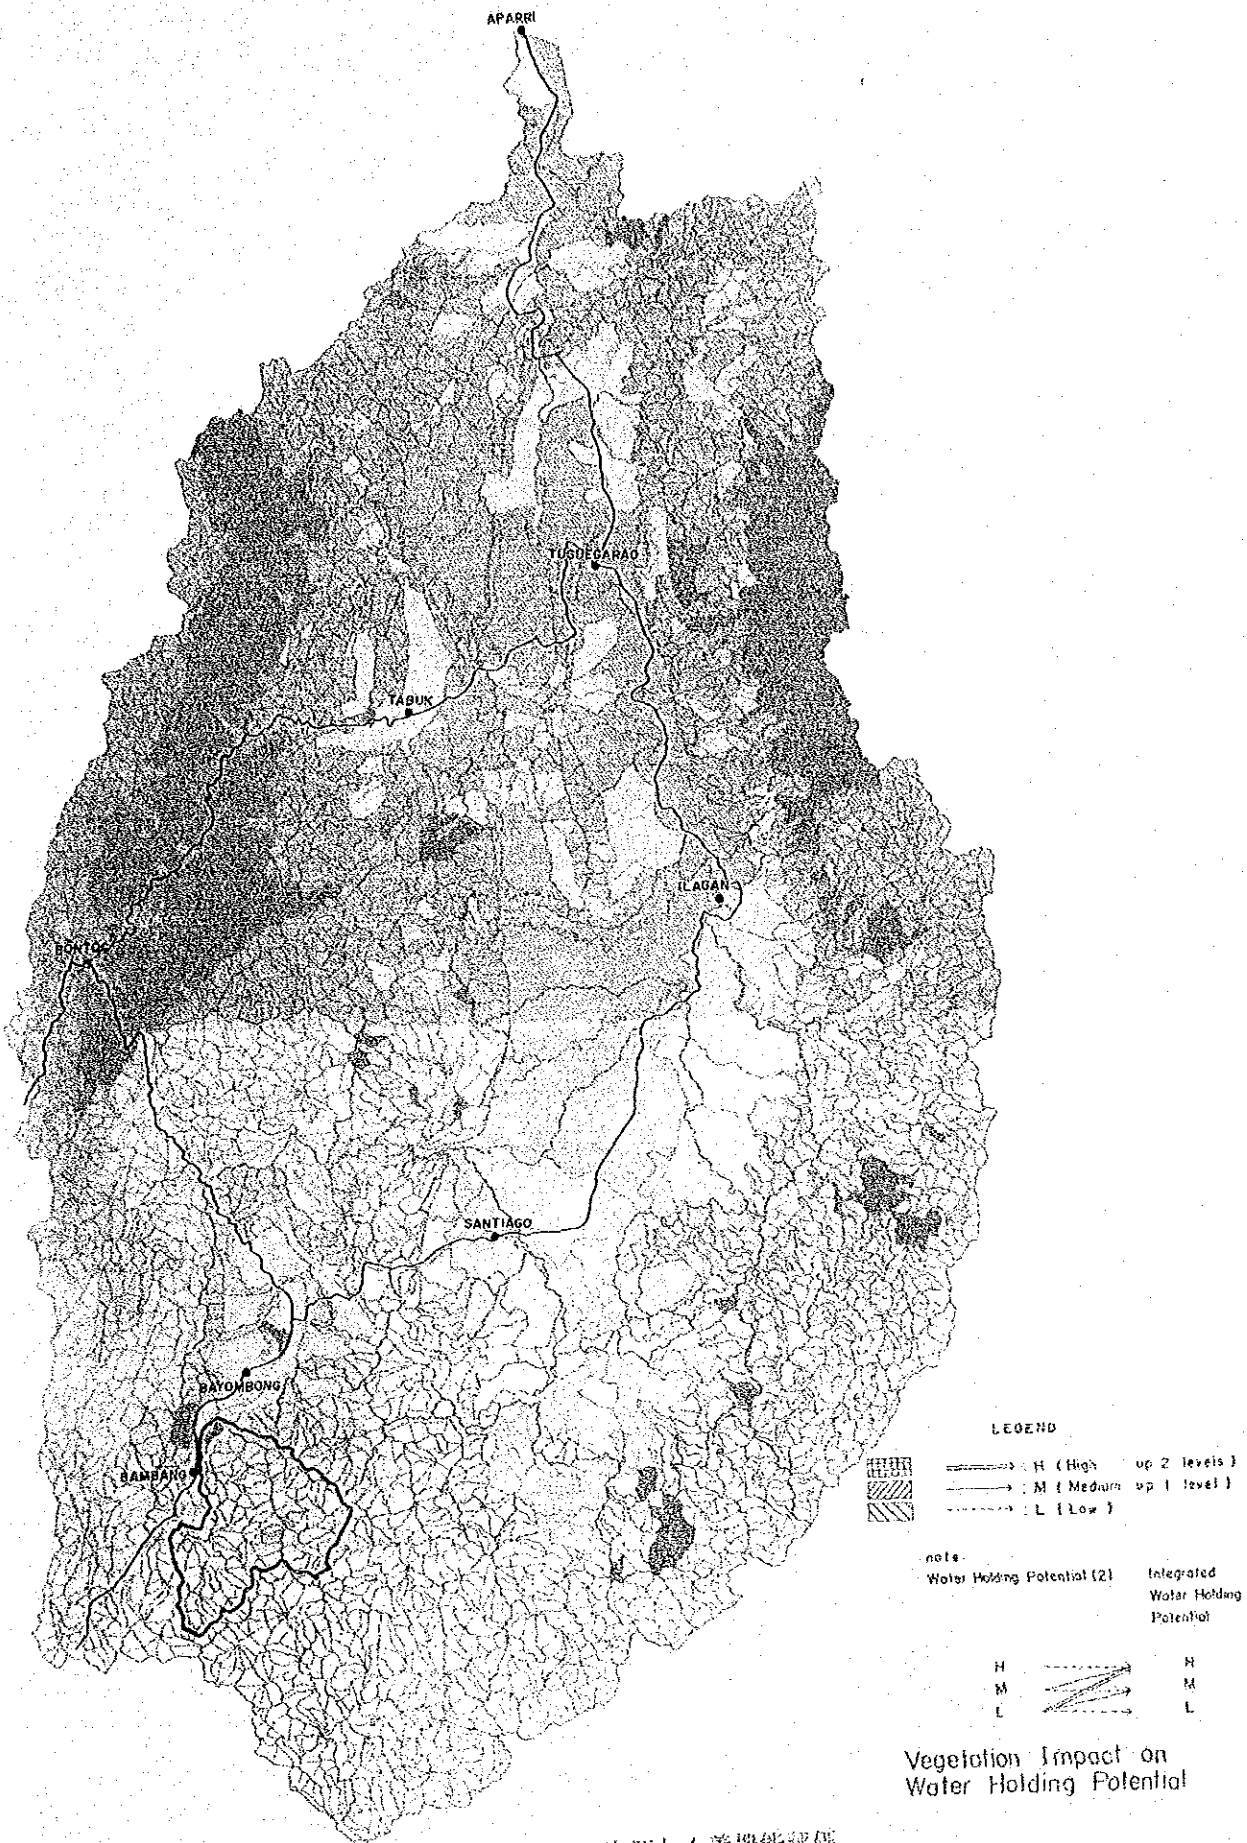 APARRI
TUGUEGARAO
TABUK
ILAGAN
BONTOC
SANTIAGO
BAYOMBONG
BAMBANG
LEGEND
: H ( High up 2 levels )
: M ( Medium up 1 level )
: L ( Low )
note
Water Holding Potential (2) Integrated
Water Holding
Potential
H H
M M
L L
Vegetation Impact on
Water Holding Potential